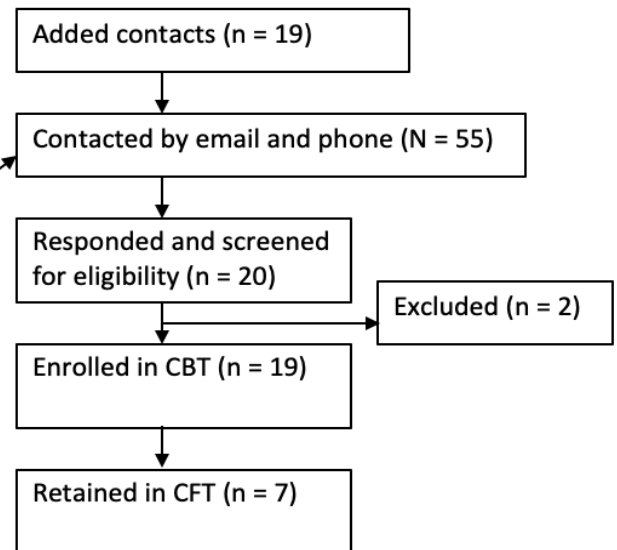 Added contacts (n = 19)
Contacted by email and phone (N = 55)
Responded and screened
for eligibility (n = 20)
Excluded (n = 2)
Enrolled in CBT (n = 19)
Retained in CFT (n = 7)